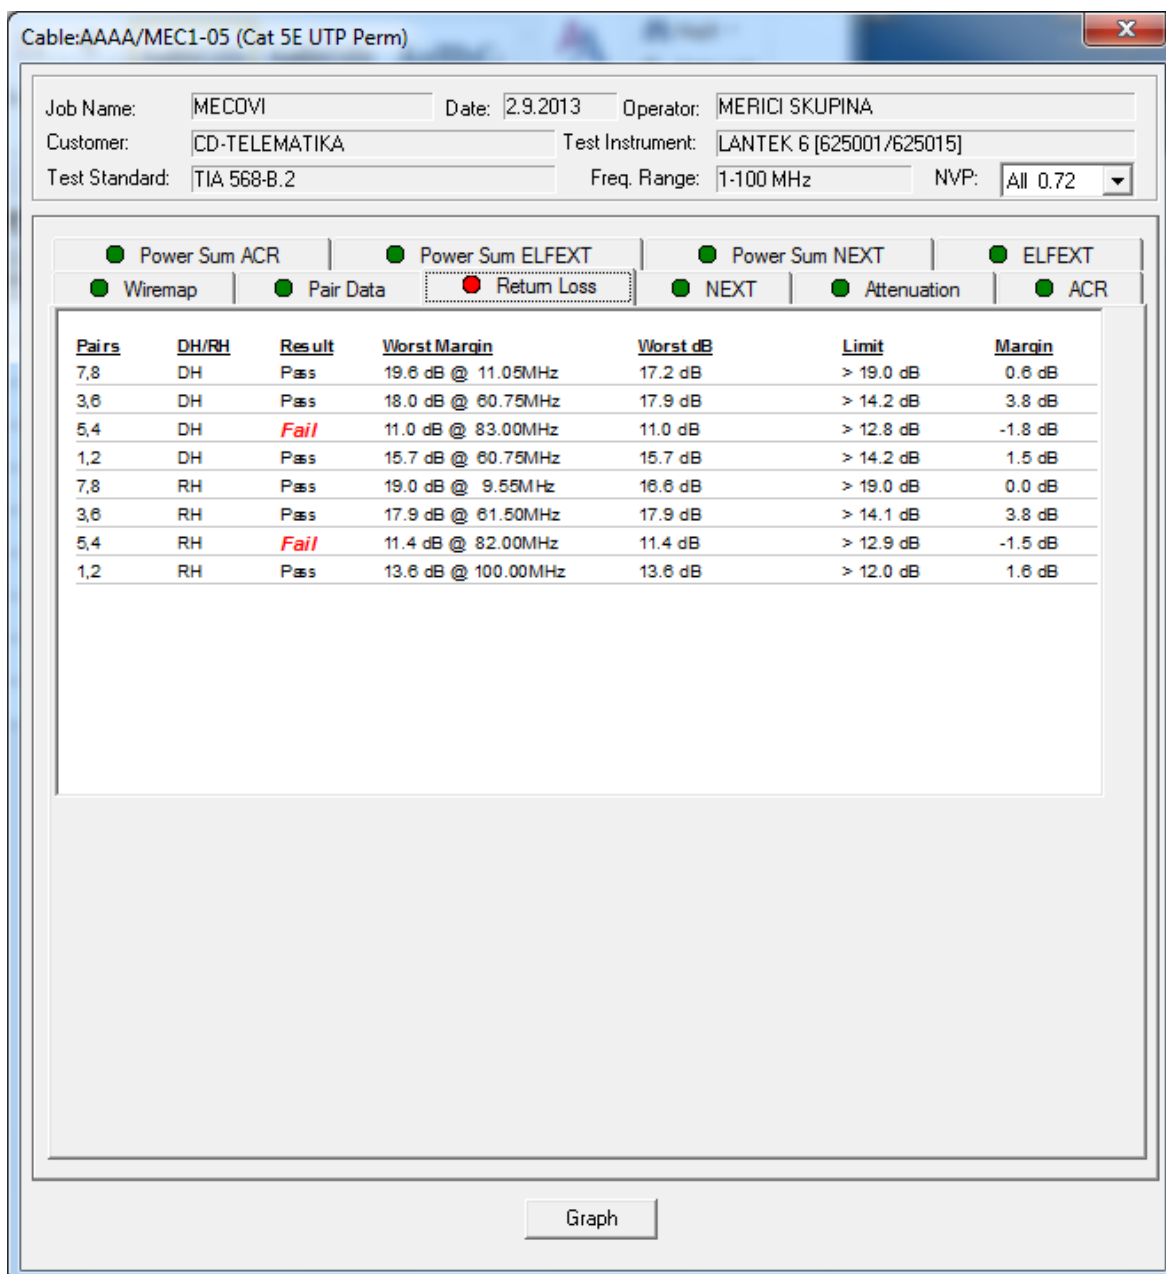 Cable:AAAA/MEC1-05 (Cat 5E UTP Perm)
x
Job Name: MECOVI Date: 2.9.2013 Operator: MERICI SKUPINA
Customer: CD-TELEMATIKA Test Instrument: LANTEK 6 [625001/625015]
Test Standard: TIA 568-B.2 Freq. Range: 1-100 MHz NVP: All 0.72
Power Sum ACR Power Sum ELFEXT Power Sum NEXT ELFEXT
Wiremap Pair Data Return Loss NEXT Attenuation ACR
Pairs DH/RH Result Worst Margin Worst dB Limit Margin
7,8 DH Pass 19.6 dB @ 11.05MHz 17.2 dB > 19.0 dB 0.6 dB
3,6 DH Pass 18.0 dB @ 60.75MHz 17.9 dB > 14.2 dB 3.8 dB
5,4 DH Fail 11.0 dB @ 83.00MHz 11.0 dB > 12.8 dB -1.8 dB
1,2 DH Pass 15.7 dB @ 60.75MHz 15.7 dB > 14.2 dB 1.5 dB
7,8 RH Pass 19.0 dB @ 9.55MHz 16.6 dB > 19.0 dB 0.0 dB
3,6 RH Pass 17.9 dB @ 61.50MHz 17.9 dB > 14.1 dB 3.8 dB
5,4 RH Fail 11.4 dB @ 82.00MHz 11.4 dB > 12.9 dB -1.5 dB
1,2 RH Pass 13.6 dB @ 100.00MHz 13.6 dB > 12.0 dB 1.6 dB
Graph